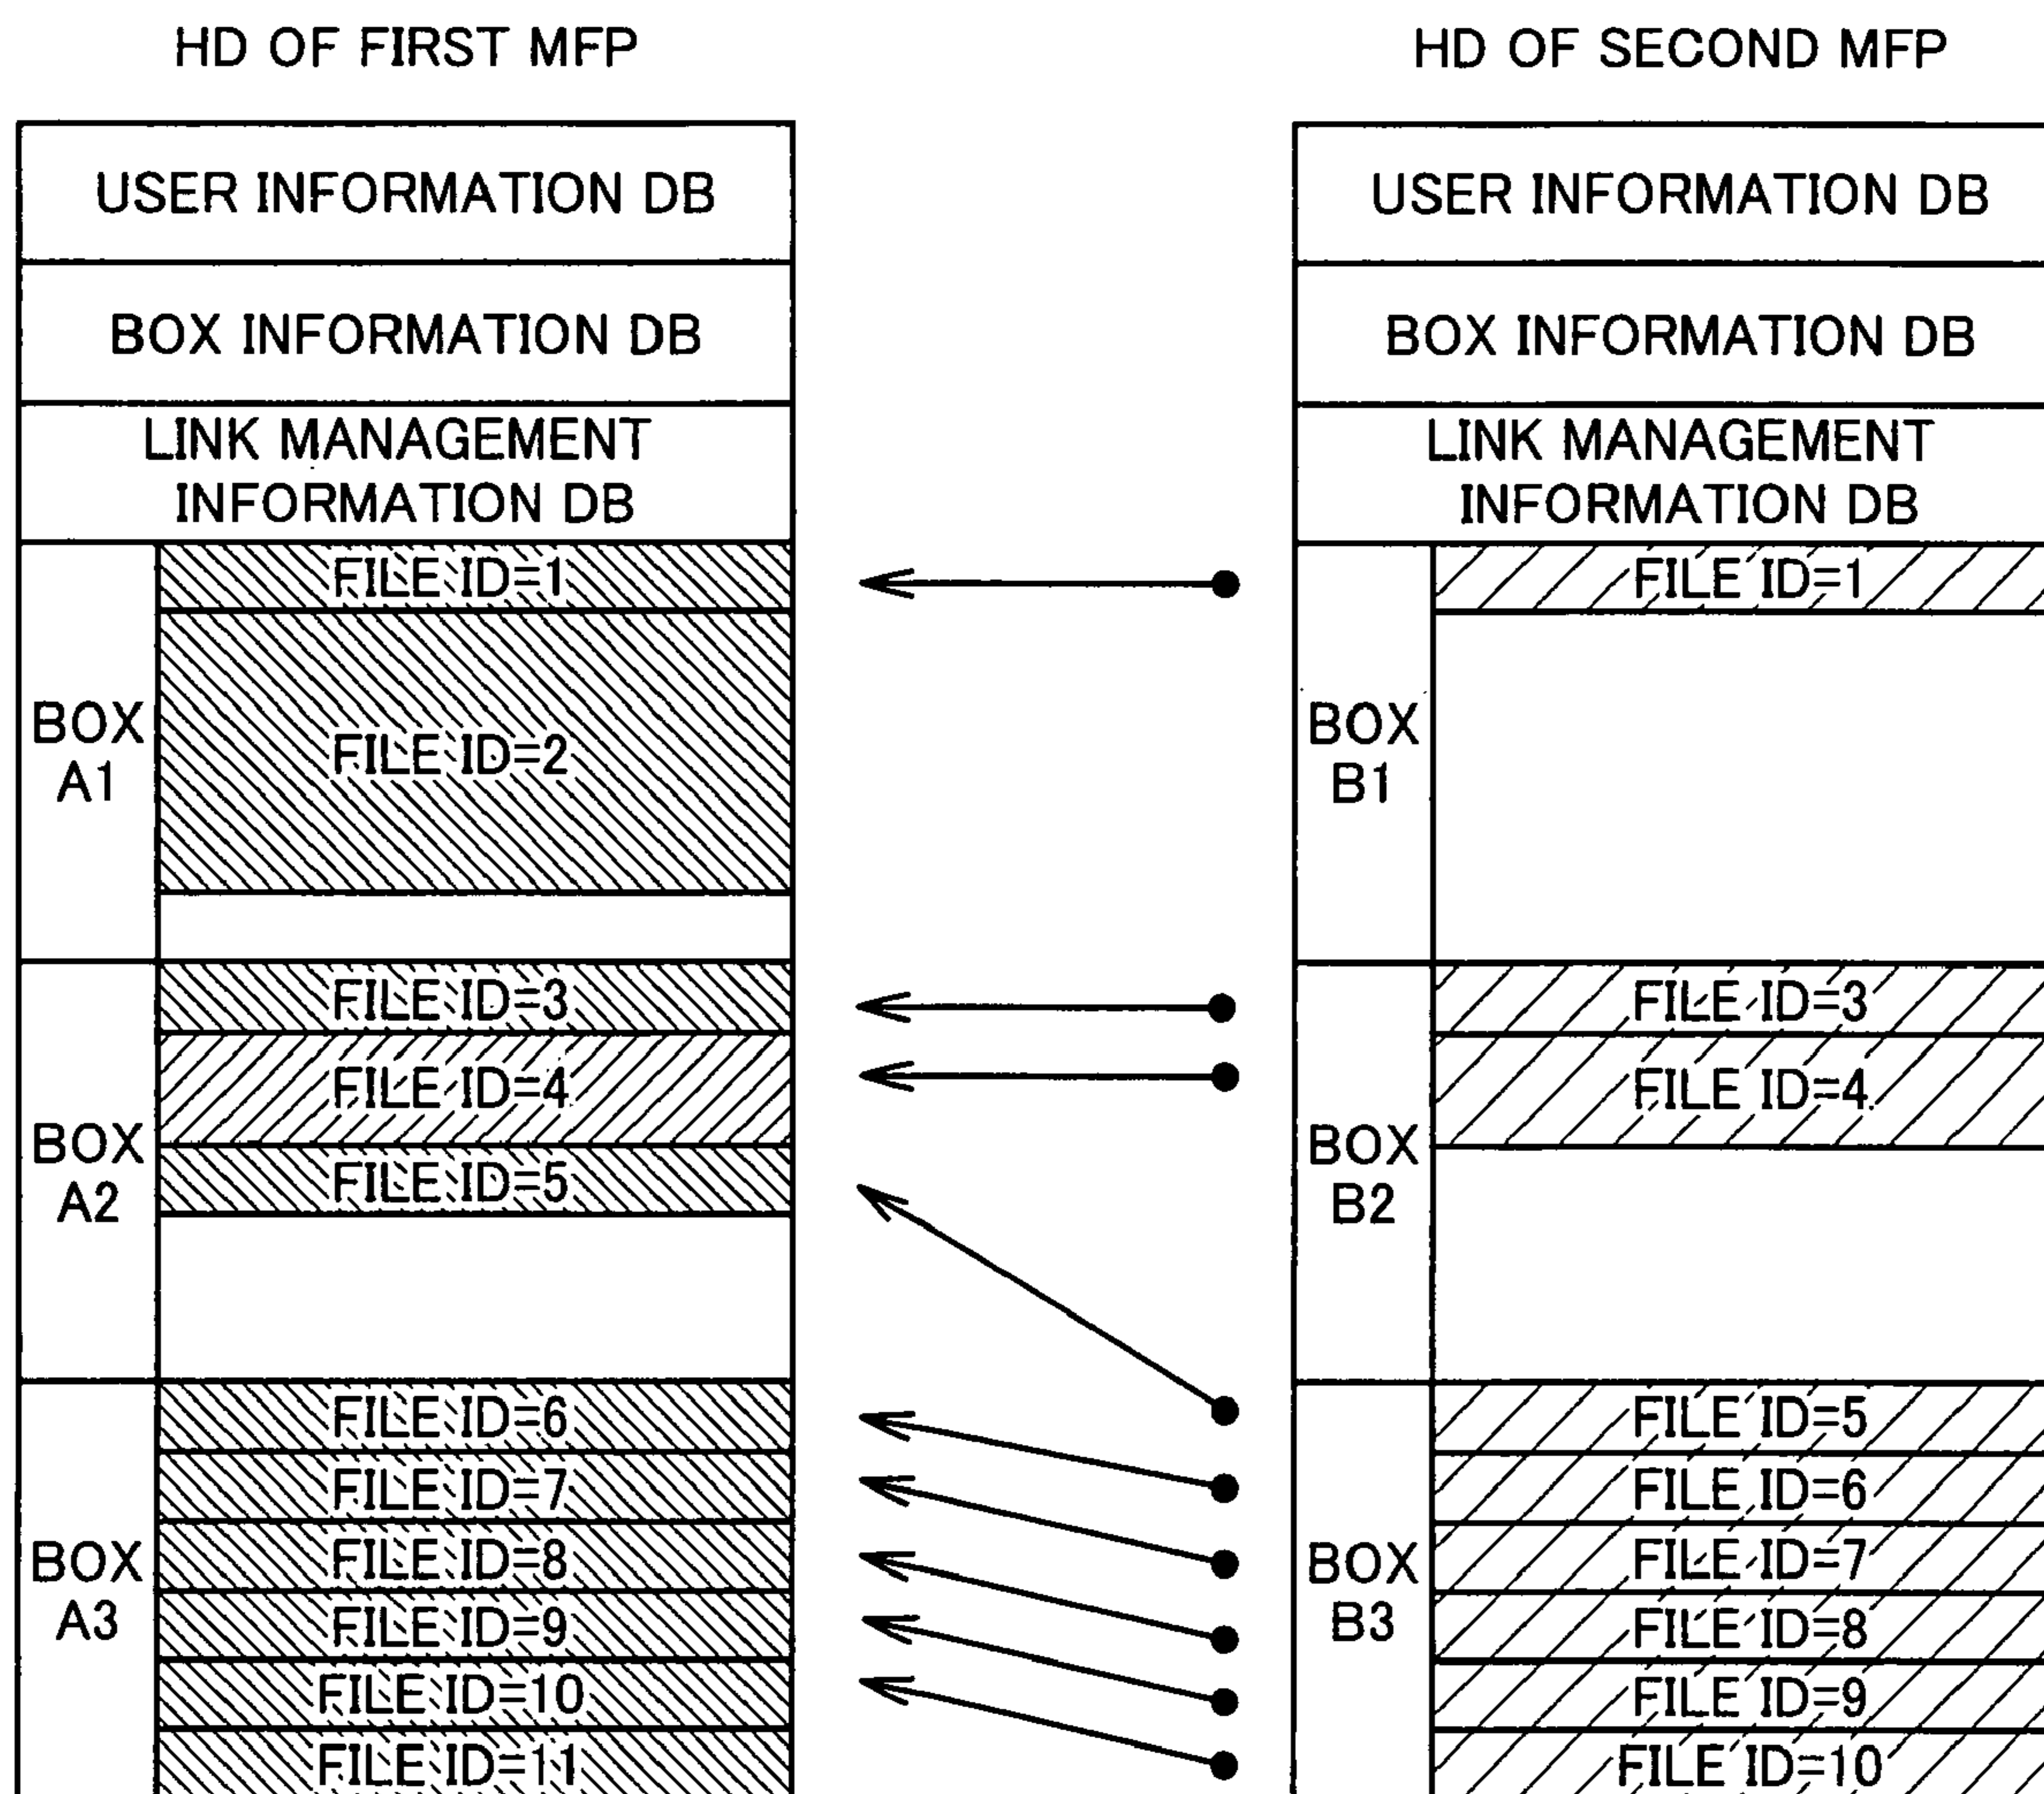 HD OF FIRST MFP
USER INFORMATION DB
BOX INFORMATION DB
LINK MANAGEMENT
INFORMATION DB
BOX
A1
FILE ID=1
FILE ID=2
BOX
A2
FILE ID=3
FILE ID=4
FILE ID=5
BOX
A3
FILE ID=6
FILE ID=7
FILE ID=8
FILE ID=9
FILE ID=10
FILE ID=11
HD OF SECOND MFP
USER INFORMATION DB
BOX INFORMATION DB
LINK MANAGEMENT
INFORMATION DB
BOX
B1
FILE ID=1
BOX
B2
FILE ID=3
FILE ID=4
BOX
B3
FILE ID=5
FILE ID=6
FILE ID=7
FILE ID=8
FILE ID=9
FILE ID=10